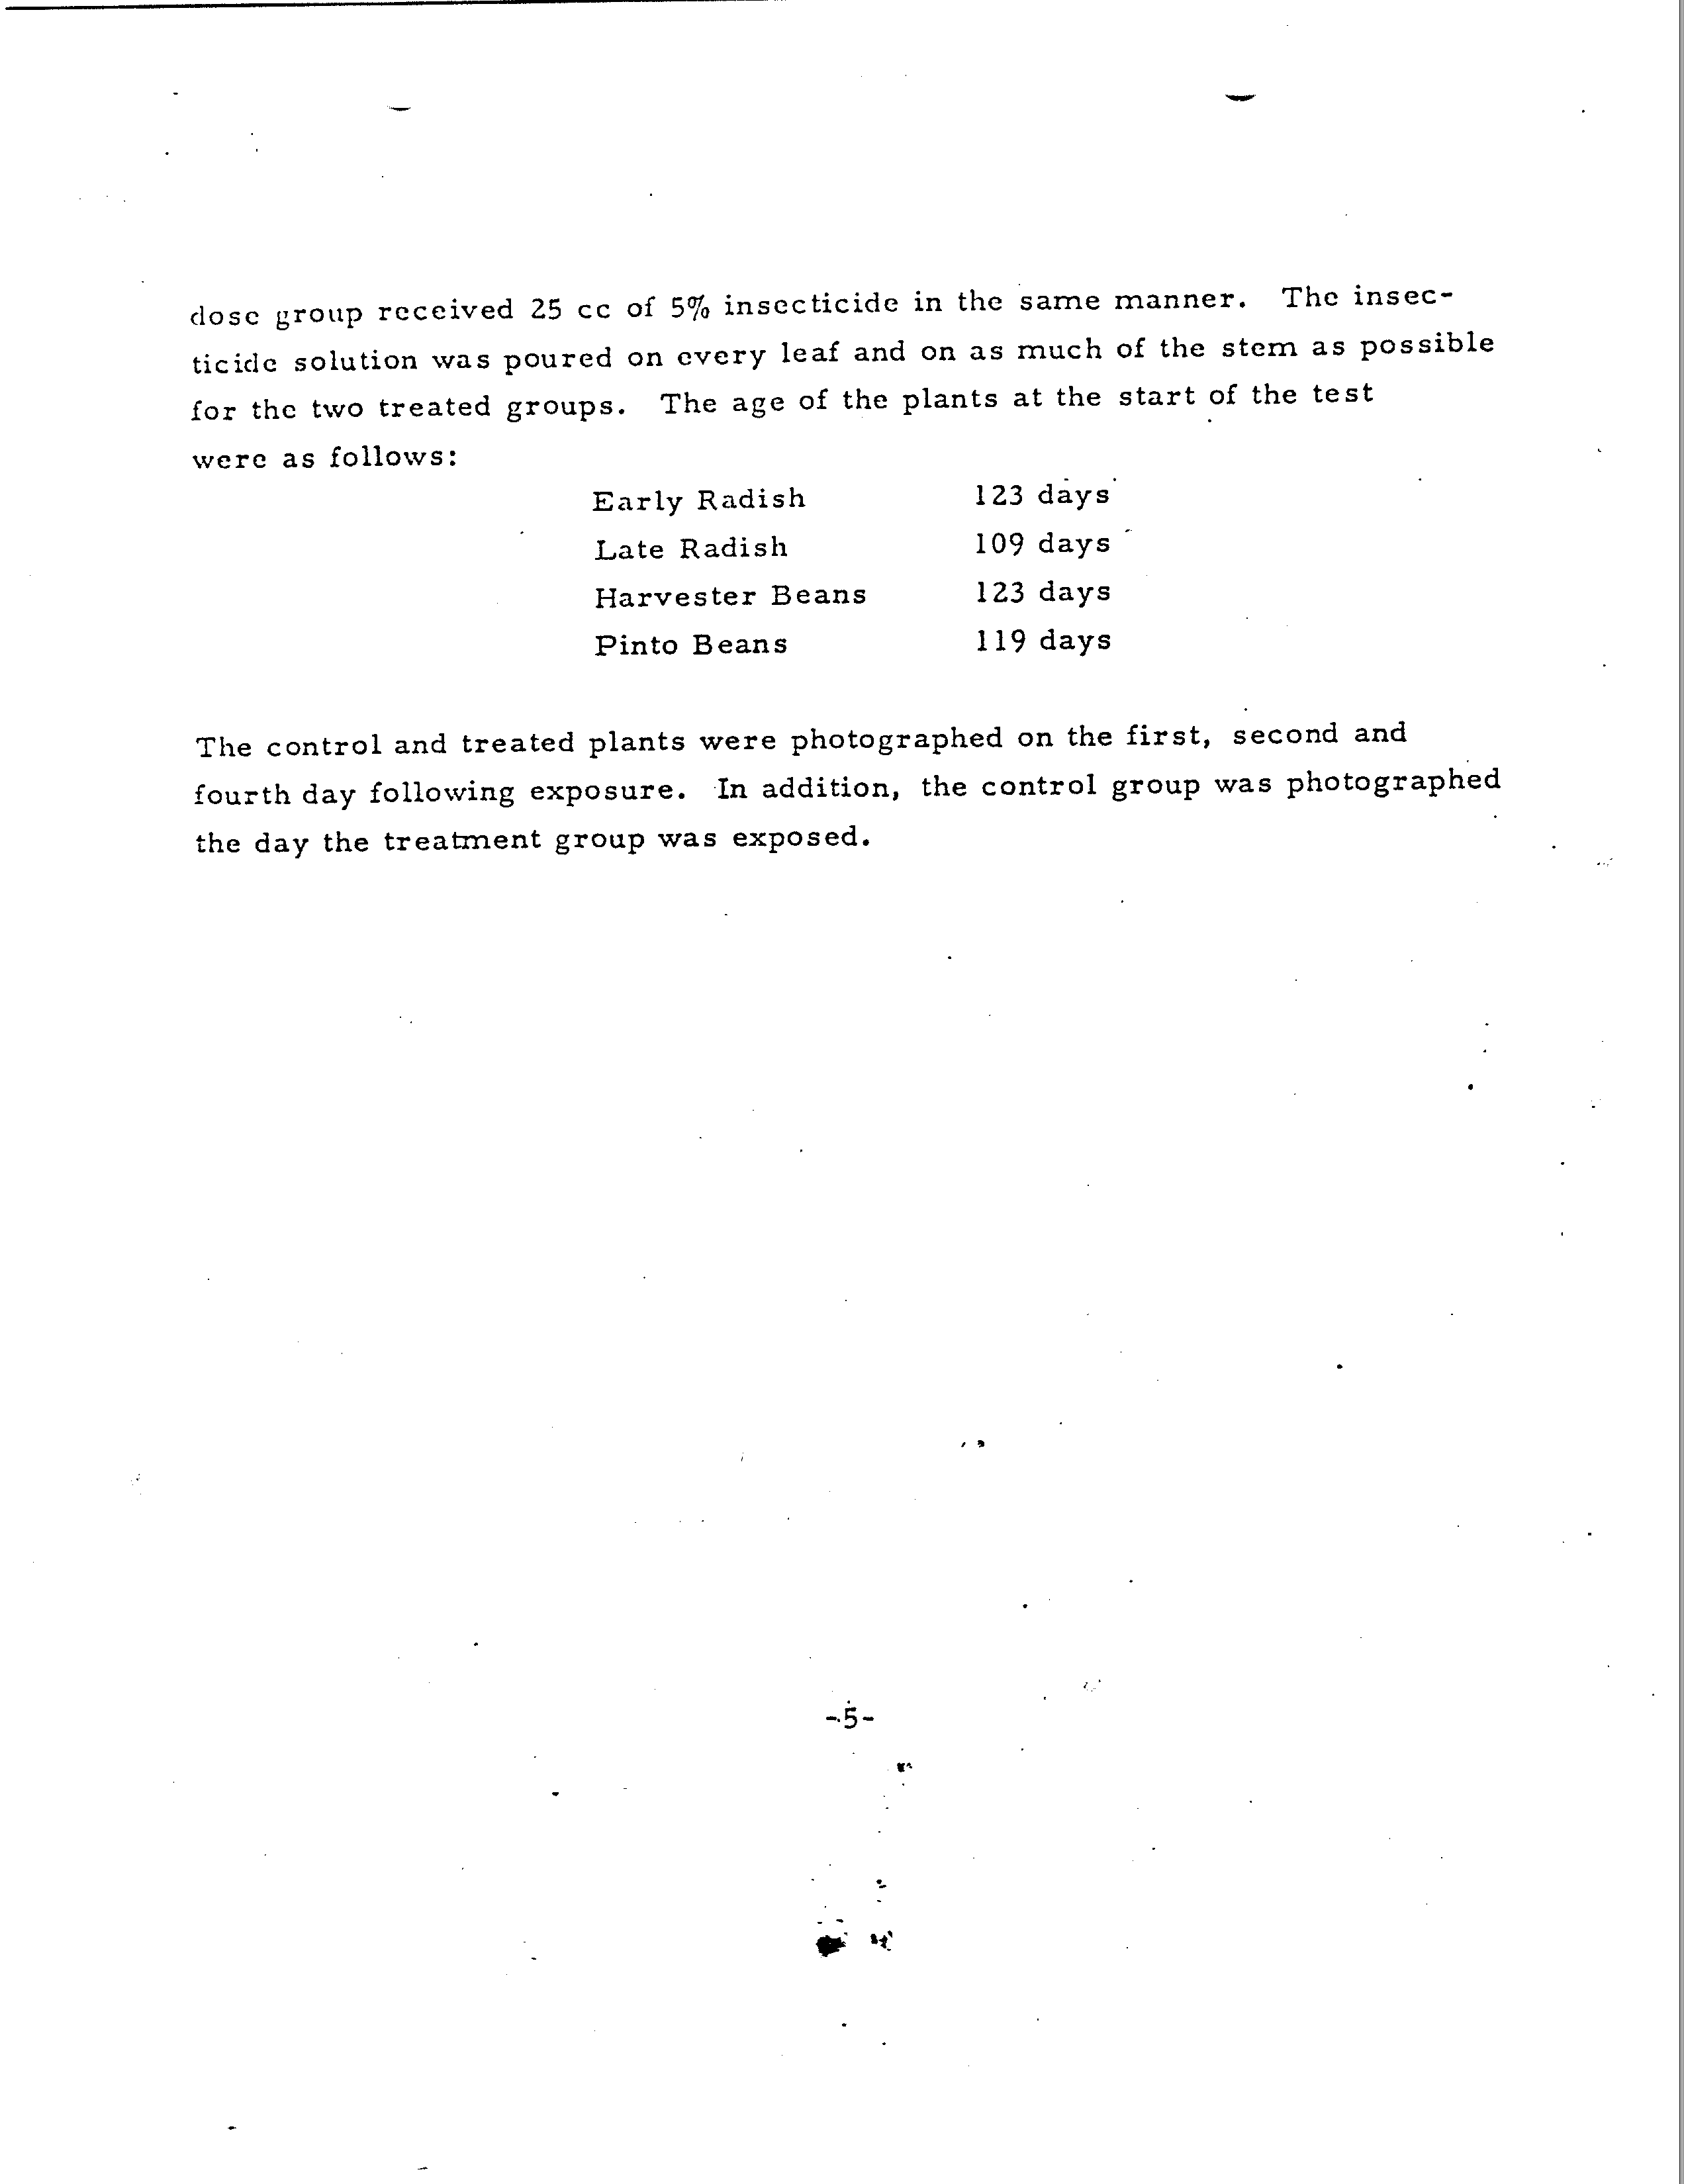 dose group received 25 cc of 5% insecticide in the same manner. The insec-
ticide solution was poured on every leaf and on as much of the stem as possible
for the two treated groups. The age of the plants at the start of the test
were as follows:
Early Radish 123 days
Late Radish 109 days
Harvester Beans 123 days
Pinto Beans 119 days
The control and treated plants were photographed on the first, second and
fourth day following exposure. In addition, the control group was photographed
the day the treatment group was exposed.
-5-